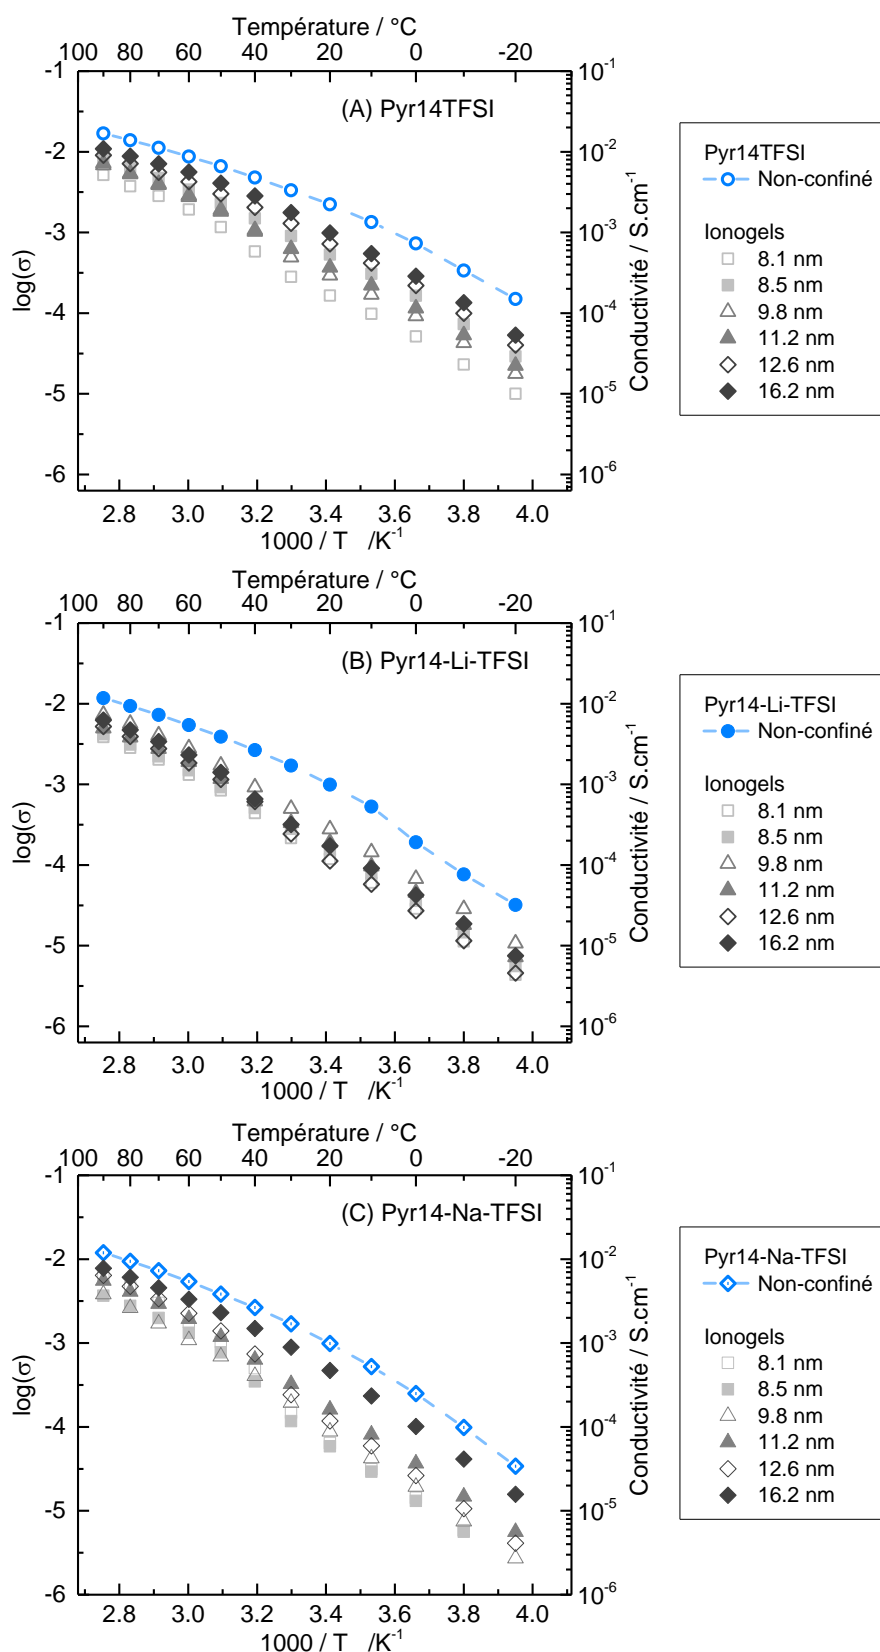 Température / °C
100 80 60 40 20 0 -20
(A) Pyr14TFSI
-1
-2
-3
-4
-5
-6
log(σ)
10-1
10-2
10-3
10-4
10-5
10-6
Conductivité / S.cm-1
2.8 3.0 3.2 3.4 3.6 3.8 4.0
1000 / T /K-1
Pyr14TFSI
Non-confiné
Ionogels
8.1 nm
8.5 nm
9.8 nm
11.2 nm
12.6 nm
16.2 nm
Température / °C
100 80 60 40 20 0 -20
(B) Pyr14-Li-TFSI
-1
-2
-3
-4
-5
-6
log(σ)
10-1
10-2
10-3
10-4
10-5
10-6
Conductivité / S.cm-1
2.8 3.0 3.2 3.4 3.6 3.8 4.0
1000 / T /K-1
Pyr14-Li-TFSI
Non-confiné
Ionogels
8.1 nm
8.5 nm
9.8 nm
11.2 nm
12.6 nm
16.2 nm
Température / °C
100 80 60 40 20 0 -20
(C) Pyr14-Na-TFSI
-1
-2
-3
-4
-5
-6
log(σ)
10-1
10-2
10-3
10-4
10-5
10-6
Conductivité / S.cm-1
2.8 3.0 3.2 3.4 3.6 3.8 4.0
1000 / T /K-1
Pyr14-Na-TFSI
Non-confiné
Ionogels
8.1 nm
8.5 nm
9.8 nm
11.2 nm
12.6 nm
16.2 nm